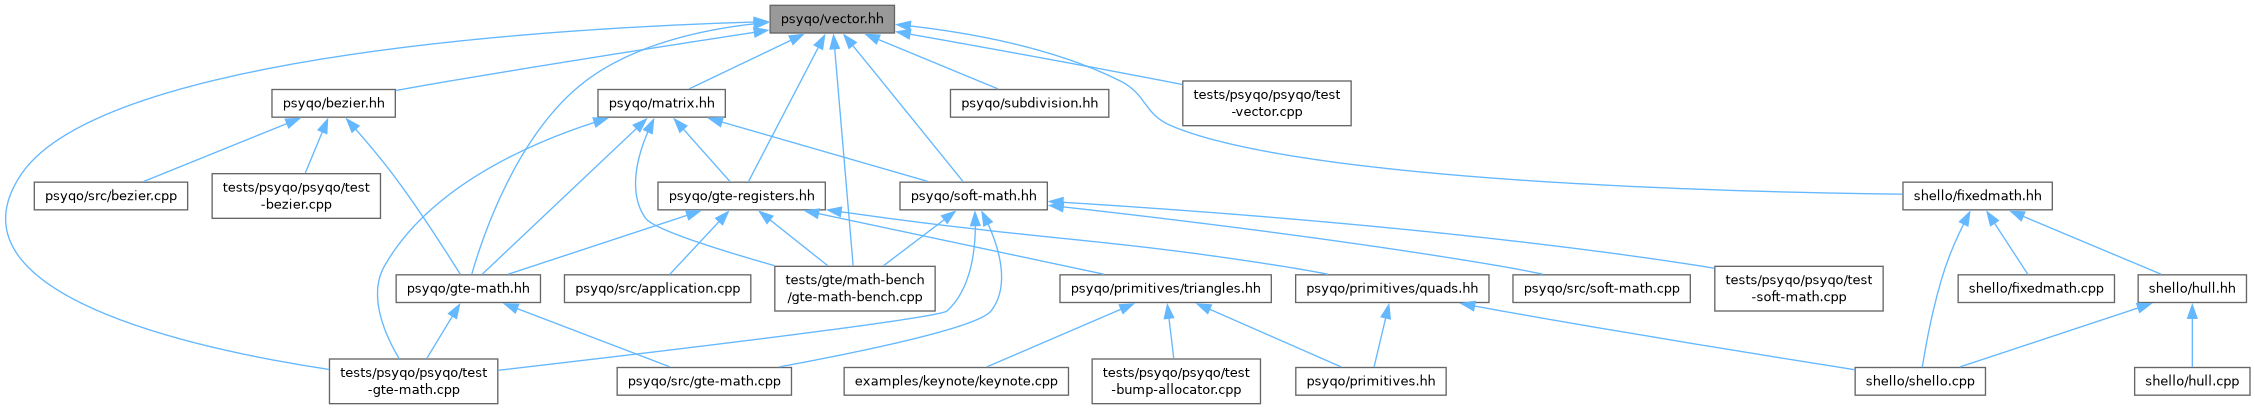 psyqo/vector.hh
psyqo/bezier.hh
psyqo/matrix.hh
psyqo/subdivision.hh
tests/psyqo/psyqo/test
-vector.cpp
psyqo/src/bezier.cpp
tests/psyqo/psyqo/test
-bezier.cpp
psyqo/gte-registers.hh
psyqo/soft-math.hh
shello/fixedmath.hh
psyqo/gte-math.hh
psyqo/src/application.cpp
tests/gte/math-bench
/gte-math-bench.cpp
psyqo/primitives/triangles.hh
psyqo/primitives/quads.hh
psyqo/src/soft-math.cpp
tests/psyqo/psyqo/test
-soft-math.cpp
shello/fixedmath.cpp
shello/hull.hh
tests/psyqo/psyqo/test
-gte-math.cpp
psyqo/src/gte-math.cpp
examples/keynote/keynote.cpp
tests/psyqo/psyqo/test
-bump-allocator.cpp
psyqo/primitives.hh
shello/shello.cpp
shello/hull.cpp